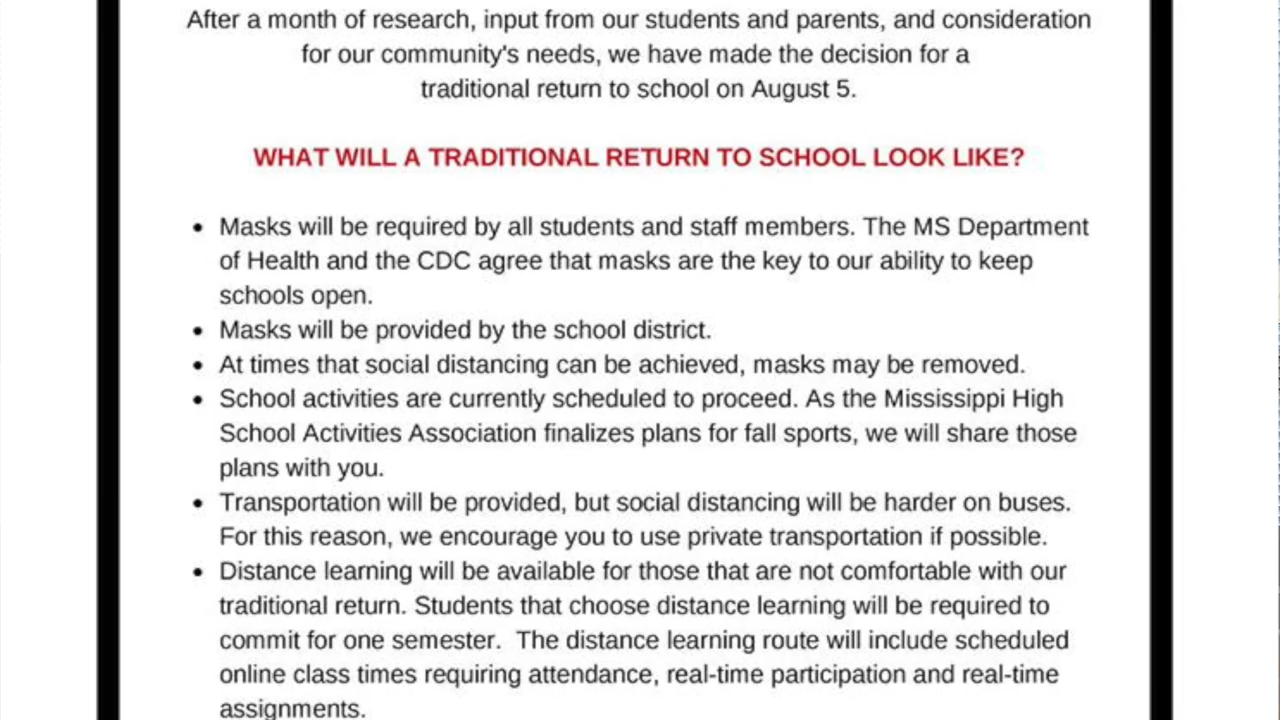 After a month of research, input from our students and parents, and consideration
for our community's needs, we have made the decision for a
traditional return to school on August 5.
WHAT WILL A TRADITIONAL RETURN TO SCHOOL LOOK LIKE?
• Masks will be required by all students and staff members. The MS Department
of Health and the CDC agree that masks are the key to our ability to keep
schools open.
• Masks will be provided by the school district.
• At times that social distancing can be achieved, masks may be removed.
• School activities are currently scheduled to proceed. As the Mississippi High
School Activities Association finalizes plans for fall sports, we will share those
plans with you.
• Transportation will be provided, but social distancing will be harder on buses.
For this reason, we encourage you to use private transportation if possible.
• Distance learning will be available for those that are not comfortable with our
traditional return. Students that choose distance learning will be required to
commit for one semester.  The distance learning route will include scheduled
online class times requiring attendance, real-time participation and real-time
assignments.